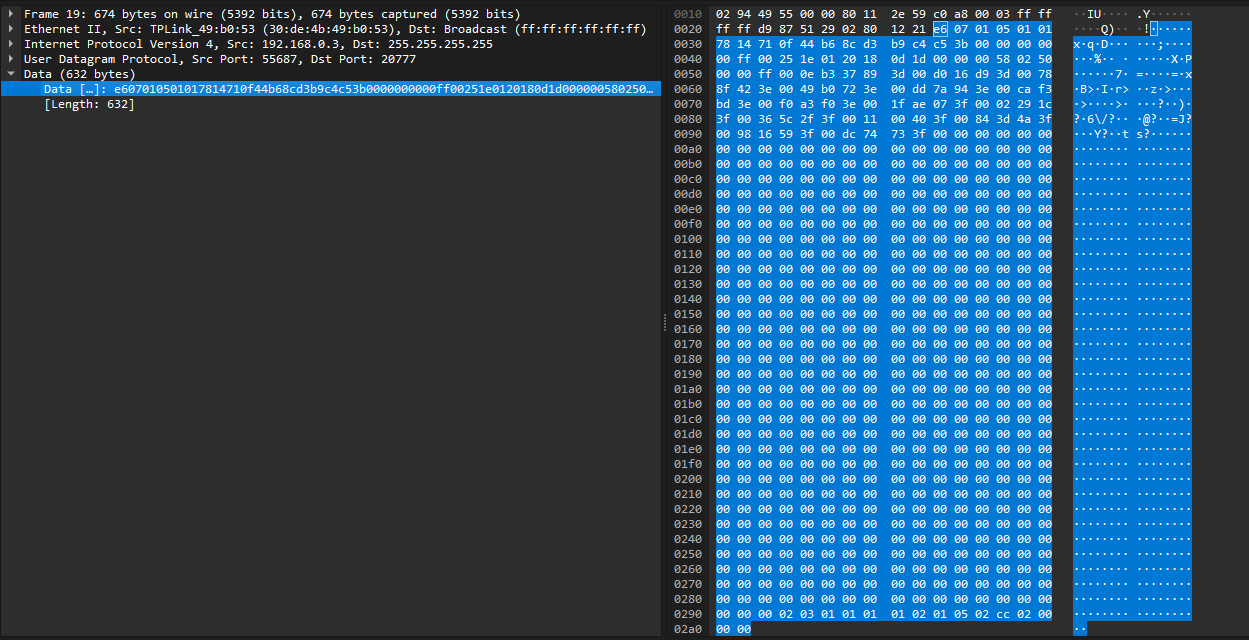 Frame 19: 674 bytes on wire (5392 bits), 674 bytes captured (5392 bits)
Ethernet II, Src: TPLink_49:b0:53 (30:de:4b:49:b0:53), Dst: Broadcast (ff:ff:ff:ff:ff:ff)
Internet Protocol Version 4, Src: 192.168.0.3, Dst: 255.255.255.255
User Datagram Protocol, Src Port: 55687, Dst Port: 20777
Data (632 bytes)
Data […]: e607010501017814710f44b68cd3b9c4c53b0000000000ff00251e0120180d1d000000580250…
[Length: 632]
0010 02 94 49 55 00 00 80 11 2e 59 c0 a8 00 03 ff ff ··IU···· .Y······
0020 ff ff d9 87 51 29 02 80 12 21 e6 07 01 05 01 01 ····Q)·· ·!······
0030 78 14 71 0f 44 b6 8c d3 b9 c4 c5 3b 00 00 00 00 x·q·D··· ···;····
0040 00 ff 00 25 1e 01 20 18 0d 1d 00 00 00 58 02 50 ···%·· · ·····X·P
0050 00 00 ff 00 0e b3 37 89 3d 00 d0 16 d9 3d 00 78 ······7· =····=·x
0060 8f 42 3e 00 49 b0 72 3e 00 dd 7a 94 3e 00 ca f3 ·B>·I·r> ··z·>···
0070 bd 3e 00 f0 a3 f0 3e 00 1f ae 07 3f 00 02 29 1c ·>····>· ···?··)·
0080 3f 00 36 5c 2f 3f 00 11 00 40 3f 00 84 3d 4a 3f ?·6\/?·· ·@?··=J?
0090 00 98 16 59 3f 00 dc 74 73 3f 00 00 00 00 00 00 ···Y?··t s?······
00a0 00 00 00 00 00 00 00 00 00 00 00 00 00 00 00 00 ········ ········
00b0 00 00 00 00 00 00 00 00 00 00 00 00 00 00 00 00 ········ ········
00c0 00 00 00 00 00 00 00 00 00 00 00 00 00 00 00 00 ········ ········
00d0 00 00 00 00 00 00 00 00 00 00 00 00 00 00 00 00 ········ ········
00e0 00 00 00 00 00 00 00 00 00 00 00 00 00 00 00 00 ········ ········
00f0 00 00 00 00 00 00 00 00 00 00 00 00 00 00 00 00 ········ ········
0100 00 00 00 00 00 00 00 00 00 00 00 00 00 00 00 00 ········ ········
0110 00 00 00 00 00 00 00 00 00 00 00 00 00 00 00 00 ········ ········
0120 00 00 00 00 00 00 00 00 00 00 00 00 00 00 00 00 ········ ········
0130 00 00 00 00 00 00 00 00 00 00 00 00 00 00 00 00 ········ ········
0140 00 00 00 00 00 00 00 00 00 00 00 00 00 00 00 00 ········ ········
0150 00 00 00 00 00 00 00 00 00 00 00 00 00 00 00 00 ········ ········
0160 00 00 00 00 00 00 00 00 00 00 00 00 00 00 00 00 ········ ········
0170 00 00 00 00 00 00 00 00 00 00 00 00 00 00 00 00 ········ ········
0180 00 00 00 00 00 00 00 00 00 00 00 00 00 00 00 00 ········ ········
0190 00 00 00 00 00 00 00 00 00 00 00 00 00 00 00 00 ········ ········
01a0 00 00 00 00 00 00 00 00 00 00 00 00 00 00 00 00 ········ ········
01b0 00 00 00 00 00 00 00 00 00 00 00 00 00 00 00 00 ········ ········
01c0 00 00 00 00 00 00 00 00 00 00 00 00 00 00 00 00 ········ ········
01d0 00 00 00 00 00 00 00 00 00 00 00 00 00 00 00 00 ········ ········
01e0 00 00 00 00 00 00 00 00 00 00 00 00 00 00 00 00 ········ ········
01f0 00 00 00 00 00 00 00 00 00 00 00 00 00 00 00 00 ········ ········
0200 00 00 00 00 00 00 00 00 00 00 00 00 00 00 00 00 ········ ········
0210 00 00 00 00 00 00 00 00 00 00 00 00 00 00 00 00 ········ ········
0220 00 00 00 00 00 00 00 00 00 00 00 00 00 00 00 00 ········ ········
0230 00 00 00 00 00 00 00 00 00 00 00 00 00 00 00 00 ········ ········
0240 00 00 00 00 00 00 00 00 00 00 00 00 00 00 00 00 ········ ········
0250 00 00 00 00 00 00 00 00 00 00 00 00 00 00 00 00 ········ ········
0260 00 00 00 00 00 00 00 00 00 00 00 00 00 00 00 00 ········ ········
0270 00 00 00 00 00 00 00 00 00 00 00 00 00 00 00 00 ········ ········
0280 00 00 00 00 00 00 00 00 00 00 00 00 00 00 00 00 ········ ········
0290 00 00 00 02 03 01 01 01 01 02 01 05 02 cc 02 00 ········ ········
02a0 00 00 ··